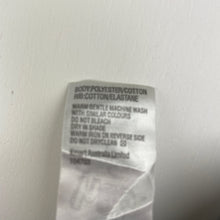 BODY:POLYESTER/COTTON
RIB:COTTON/ELASTANE
WARM GENTLE MACHINE WASH
WITH SIMILAR COLOURS
DO NOT BLEACH
DRY IN SHADE
WARM IRON ON REVERSE SIDE
DO NOT DRYCLEAN
Kmart Australia Limited